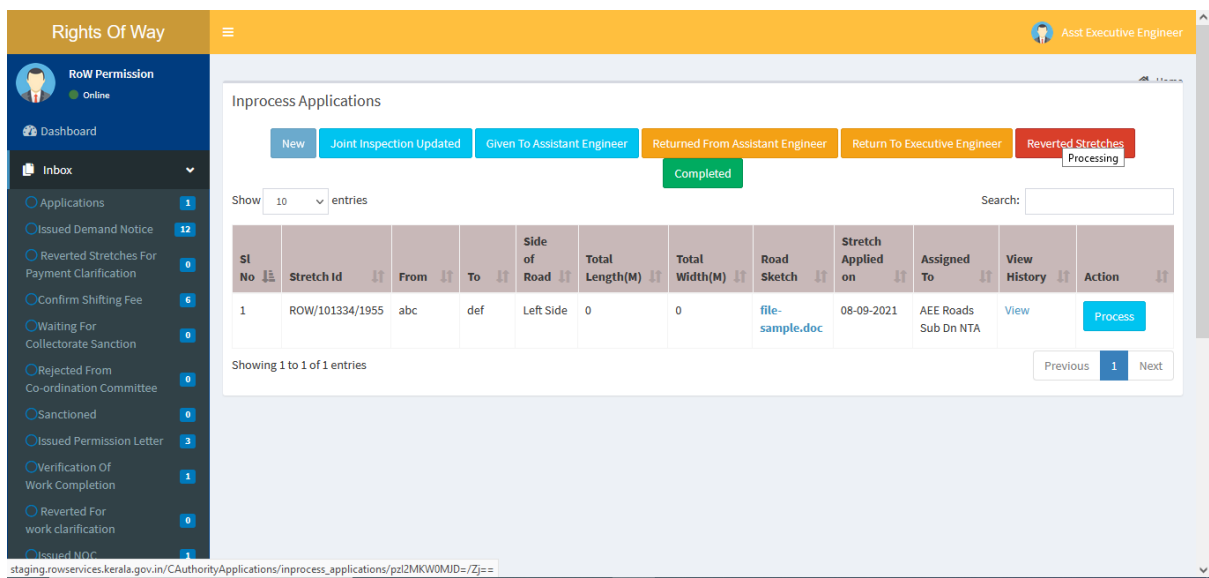 Rights Of Way
Asst Executive Engineer
RoW Permission
Online
Home
Dashboard
Inbox
Applications 1
Issued Demand Notice 12
Reverted Stretches For
Payment Clarification 0
Confirm Shifting Fee 6
Waiting For
Collectorate Sanction 0
Rejected From
Co-ordination Committee 0
Sanctioned 0
Issued Permission Letter 3
Verification Of
Work Completion 1
Reverted For
work clarification 0
Issued NOC 1
Inprocess Applications
New Joint Inspection Updated Given To Assistant Engineer Returned From Assistant Engineer Return To Executive Engineer Reverted Stretches
Processing
Completed
Show 10 entries Search:
Sl No Stretch Id From To Side of Road Total Length(M) Total Width(M) Road Sketch Stretch Applied on Assigned To View History Action
1 ROW/101334/1955 abc def Left Side 0 0 file-sample.doc 08-09-2021 AEE Roads Sub Dn NTA View Process
Showing 1 to 1 of 1 entries Previous 1 Next
staging.rowservices.kerala.gov.in/CAuthorityApplications/inprocess_applications/pzI2MKW0MJD=/Zj==